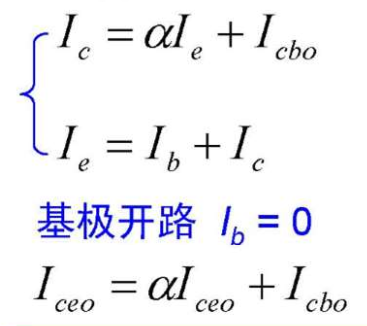 I_c = αI_e + I_cbo
I_e = I_b + I_c
基极开路 I_b = 0
I_ceo = αI_ceo + I_cbo